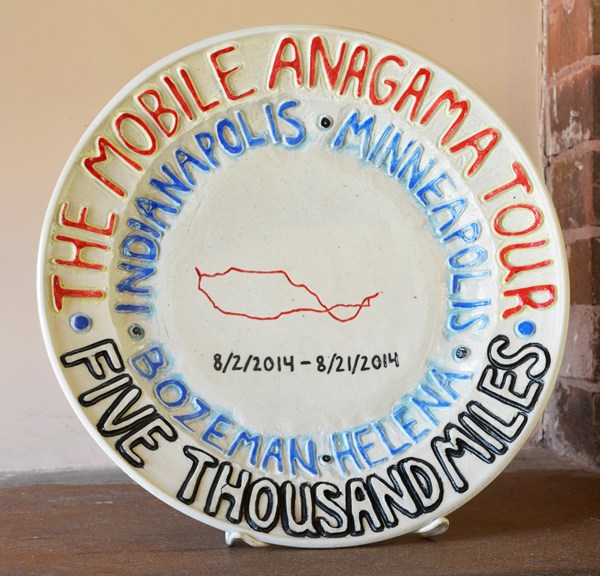 THE MOBILE ANAGAMA TOUR
FIVE THOUSAND MILES
INDIANAPOLIS • MINNEAPOLIS
BOZEMAN • HELENA
8/2/2014 - 8/21/2014